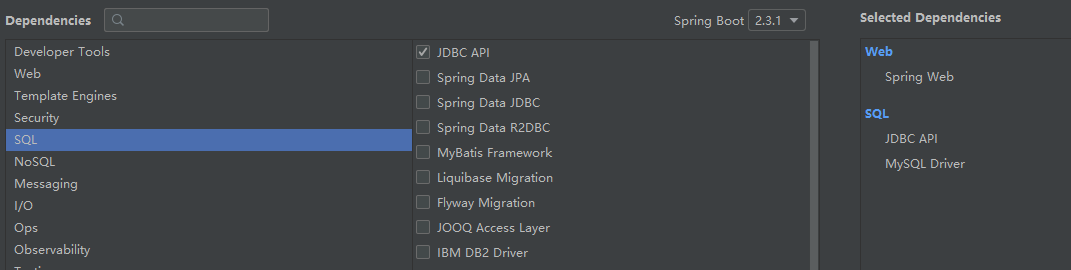 Dependencies
Spring Boot 2.3.1
Selected Dependencies
Developer Tools
Web
Template Engines
Security
SQL
NoSQL
Messaging
I/O
Ops
Observability
JDBC API
Spring Data JPA
Spring Data JDBC
Spring Data R2DBC
MyBatis Framework
Liquibase Migration
Flyway Migration
JOOQ Access Layer
IBM DB2 Driver
Web
Spring Web
SQL
JDBC API
MySQL Driver